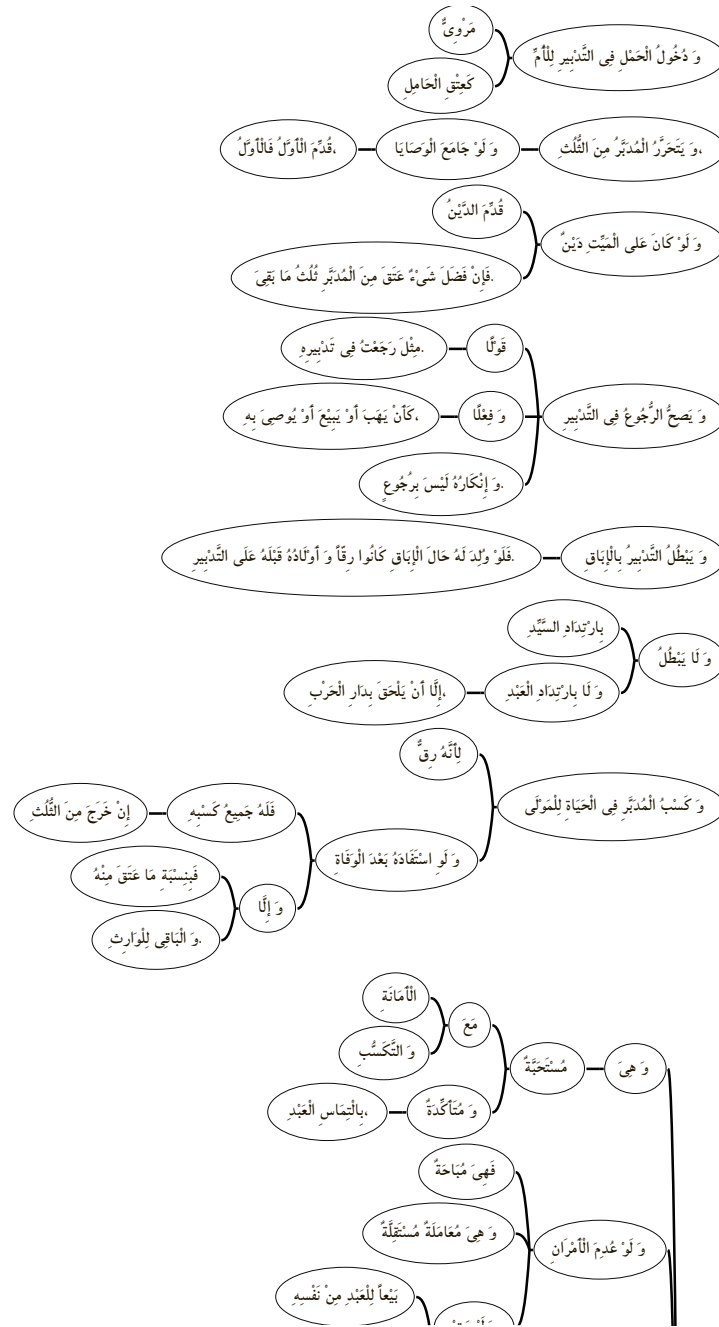 وَ دُخُولُ الْحَمْلِ فِی التَّدْبِیرِ لِلْأُمِّ
مَرْوِیٌّ
كَعِتْقِ الْحَامِلِ
وَ یَتَحَرَّرُ الْمُدَبَّرُ مِنَ الثُّلُثِ،
وَ لَوْ جَامَعَ الْوَصَایَا
قُدِّمَ الْأَوَّلُ فَالْأَوَّلُ،
وَ لَوْ كَانَ عَلَی الْمَیِّتِ دَیْنٌ
قُدِّمَ الدَّیْنُ
فَإِنْ فَضَلَ شَیْءٌ عَتَقَ مِنَ الْمُدَبَّرِ ثُلُثُ مَا بَقِیَ.
وَ یَصِحُّ الرُّجُوعُ فِی التَّدْبِیرِ
قَوْلًا
مِثْلَ رَجَعْتُ فِی تَدْبِیرِهِ.
وَ فِعْلًا
كَأَنْ یَهَبَ أَوْ یَبِیْعَ أَوْ یُوصِیَ بِهِ،
وَ إِنْكَارُهُ لَیْسَ بِرُجُوعٍ.
وَ یَبْطُلُ التَّدْبِیرُ بِالْإِبَاقِ
فَلَوْ وُلِدَ لَهُ حَالَ الْإِبَاقِ كَانُوا رِقّاً وَ أَوْلَادُهُ قَبْلَهُ عَلَی التَّدْبِیرِ.
وَ لَا یَبْطُلُ
بِارْتِدَادِ السَّیِّدِ
وَ لَا بِارْتِدَادِ الْعَبْدِ
إِلَّا أَنْ یَلْحَقَ بِدَارِ الْحَرْبِ،
وَ كَسْبُ الْمُدَبَّرِ فِی الْحَیَاةِ لِلْمَوْلَی
لِأَنَّهُ رِقٌّ
وَ لَوِ اسْتَفَادَهُ بَعْدَ الْوَفَاةِ
فَلَهُ جَمِیعُ كَسْبِهِ
إِنْ خَرَجَ مِنَ الثُّلُثِ
وَ إِلَّا
فَبِنِسْبَةِ مَا عَتَقَ مِنْهُ
وَ الْبَاقِی لِلْوَارِثِ.
وَ هِیَ
مُسْتَحَبَّةٌ
مَعَ
الْأَمَانَةِ
وَ التَّكَسُّبِ
وَ مُتَأَكِّدَةٌ
بِالْتِمَاسِ الْعَبْدِ،
وَ لَوْ عُدِمَ الْأَمْرَانِ
فَهِیَ مُبَاحَةٌ
وَ هِیَ مُعَامَلَةٌ مُسْتَقِلَّةٌ
بَیْعاً لِلْعَبْدِ مِنْ نَفْسِهِ